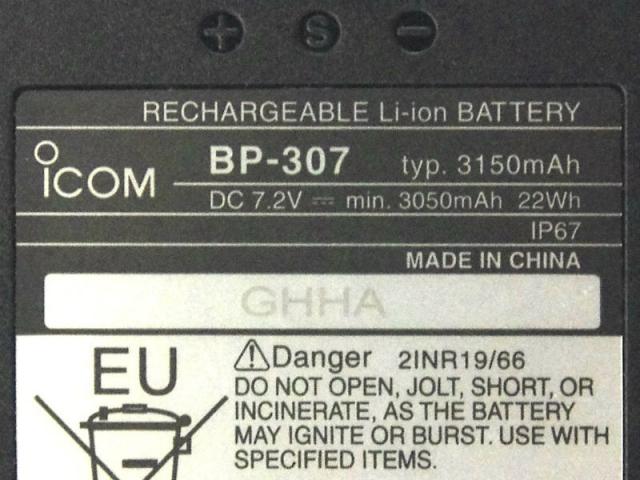 + S −
RECHARGEABLE Li-ion BATTERY
ICOM BP-307 typ. 3150mAh
DC 7.2V ⎓ min. 3050mAh 22Wh
IP67
MADE IN CHINA
GHHA
EU
⚠Danger 2INR19/66
DO NOT OPEN, JOLT, SHORT, OR
INCINERATE, AS THE BATTERY
MAY IGNITE OR BURST. USE WITH
SPECIFIED ITEMS.